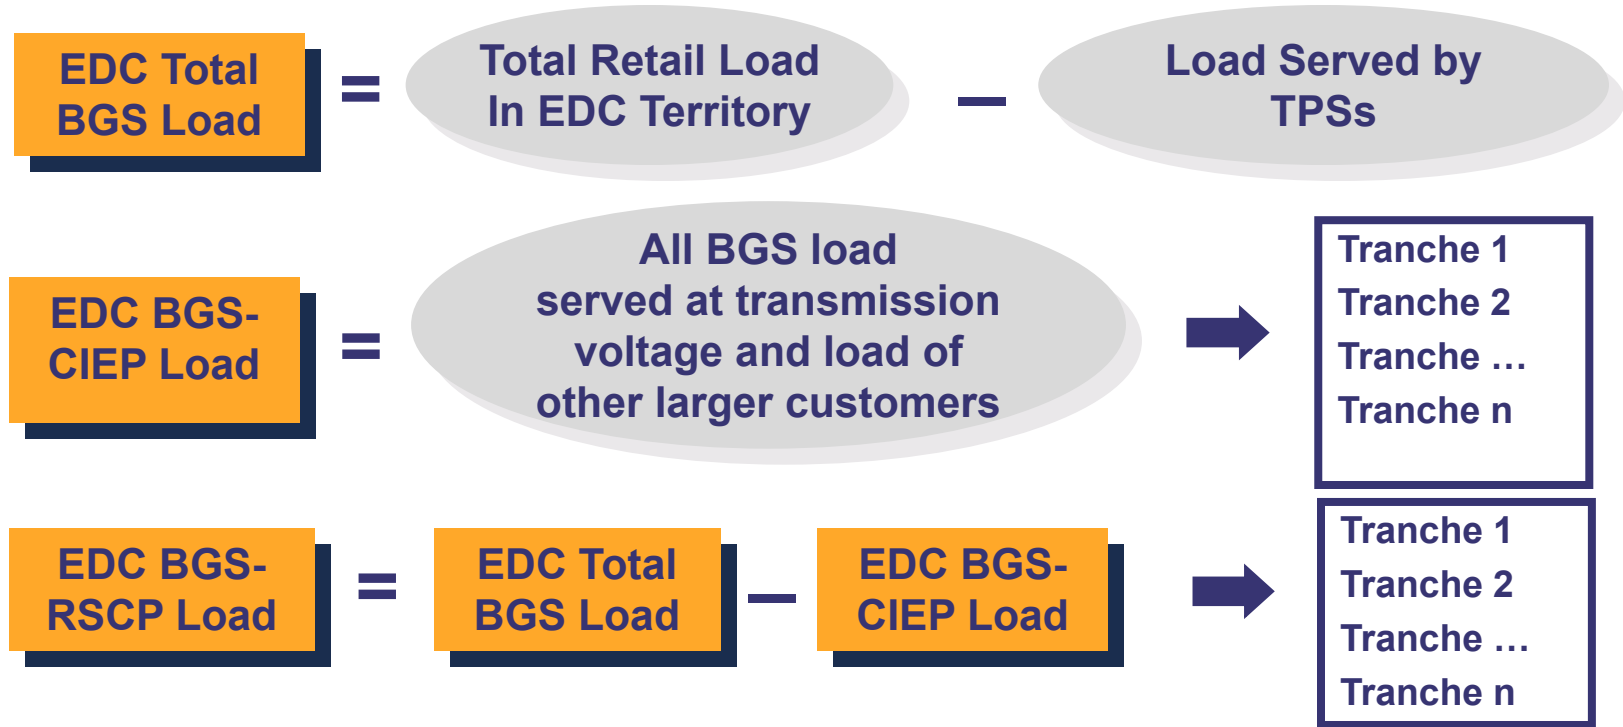 EDC Total
BGS Load
=
Total Retail Load
In EDC Territory
–
Load Served by
TPSs
EDC BGS-
CIEP Load
=
All BGS load
served at transmission
voltage and load of
other larger customers
Tranche 1
Tranche 2
Tranche …
Tranche n
EDC BGS-
RSCP Load
=
EDC Total
BGS Load
–
EDC BGS-
CIEP Load
Tranche 1
Tranche 2
Tranche …
Tranche n